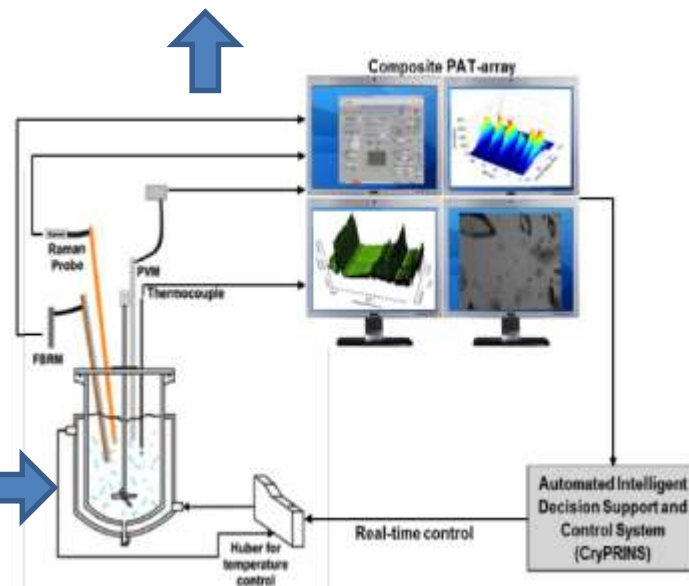 Composite PAT-array
Raman
Probe
PVM
Thermocouple
FBRM
Automated Intelligent
Decision Support and
Control System
(CryPRINS)
Real-time control
Huber for
temperature
control